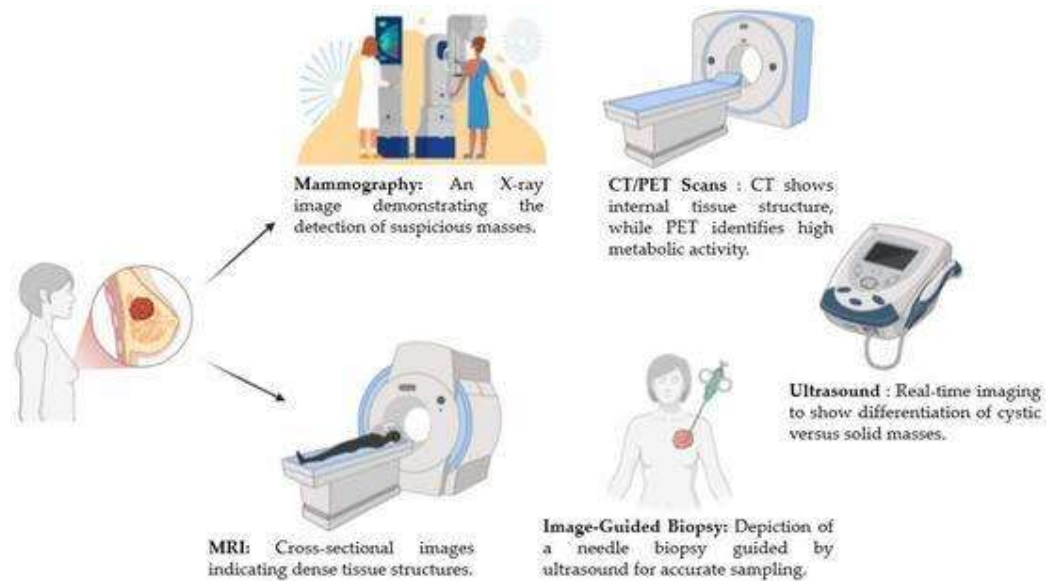 Mammography: An X-ray
image demonstrating the
detection of suspicious masses.
CT/PET Scans : CT shows
internal tissue structure,
while PET identifies high
metabolic activity.
Ultrasound : Real-time imaging
to show differentiation of cystic
versus solid masses.
MRI: Cross-sectional images
indicating dense tissue structures.
Image-Guided Biopsy: Depiction of
a needle biopsy guided by
ultrasound for accurate sampling.